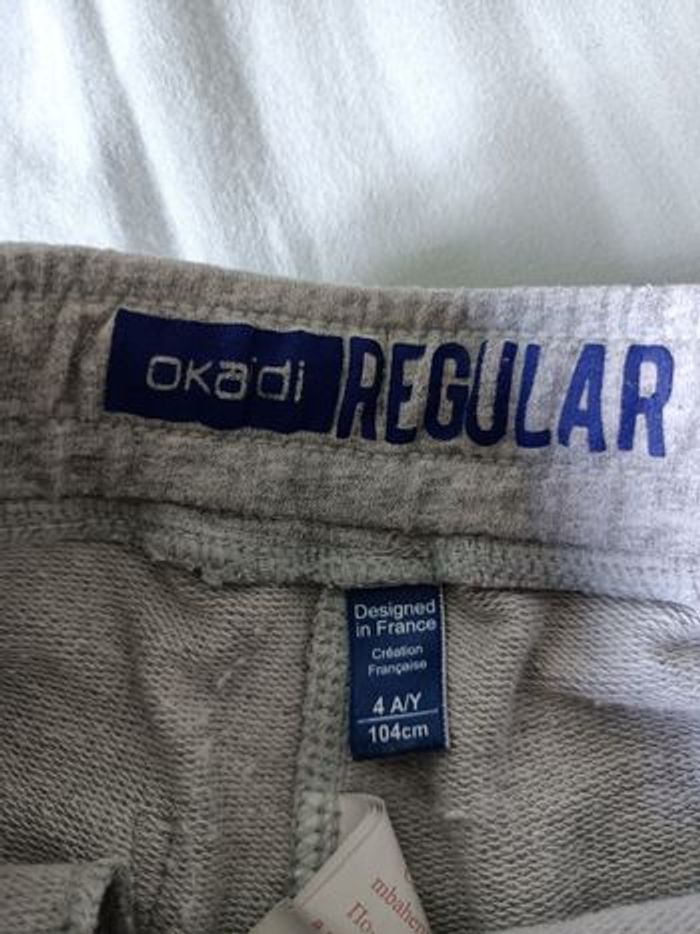 OKaïdi REGULAR
Designed
in France
Création
Française
4 A/Y
104cm